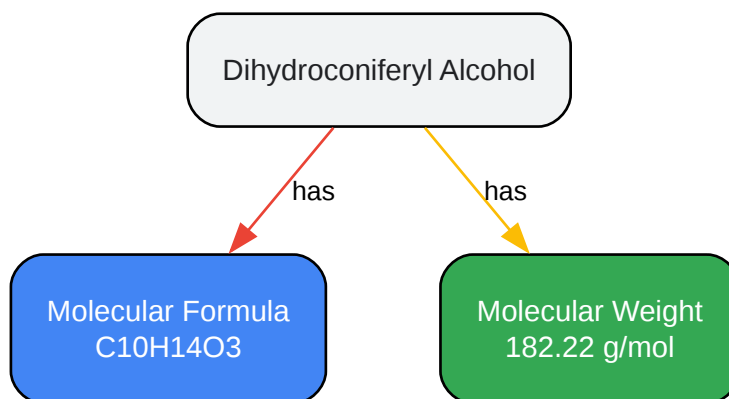 Dihydroconiferyl Alcohol
has
has
Molecular Formula
C10H14O3
Molecular Weight
182.22 g/mol